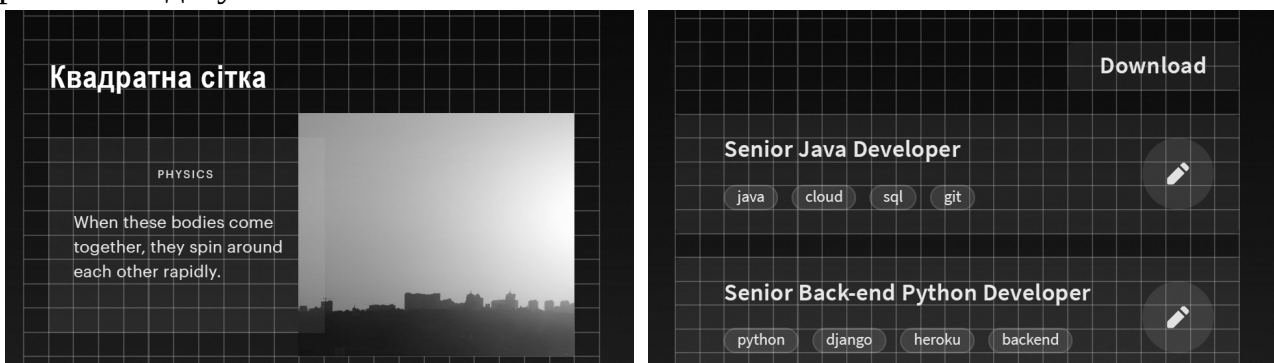 Квадратна сітка
PHYSICS
When these bodies come
together, they spin around
each other rapidly.
Download
Senior Java Developer
java cloud sql git
Senior Back-end Python Developer
python django heroku backend